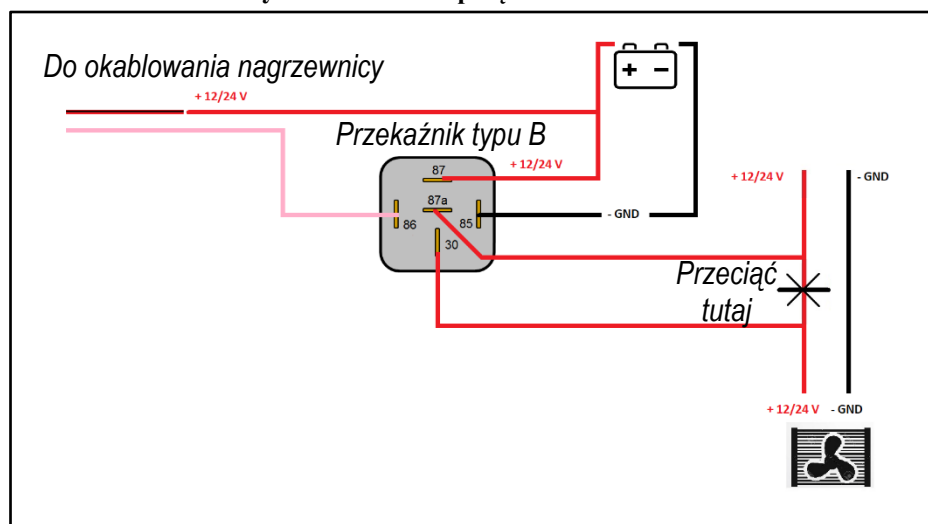 Do okablowania nagrzewnicy
+ 12/24 V
+ -
Przekaźnik typu B
87
+ 12/24 V
87a
86
85
30
- GND
+ 12/24 V
- GND
Przeciąć
tutaj
+ 12/24 V
- GND